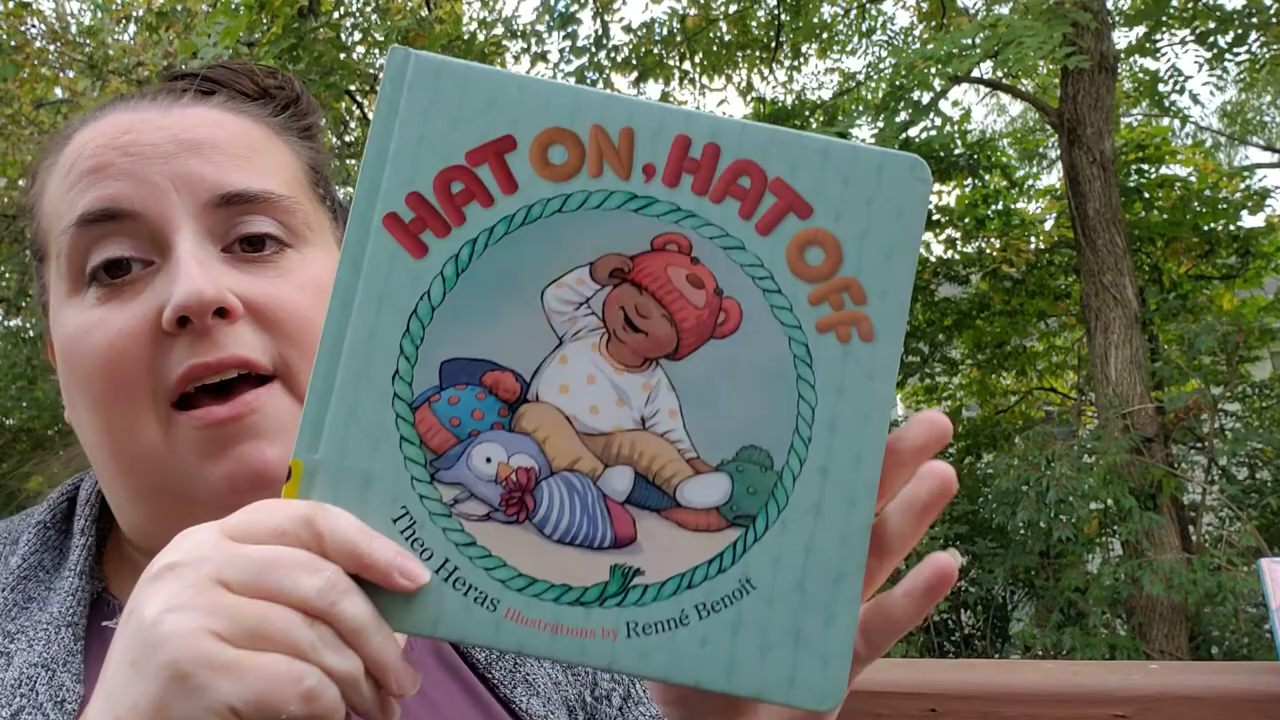 HAT ON, HAT OFF
Theo Heras illustrations by Renné Benoit